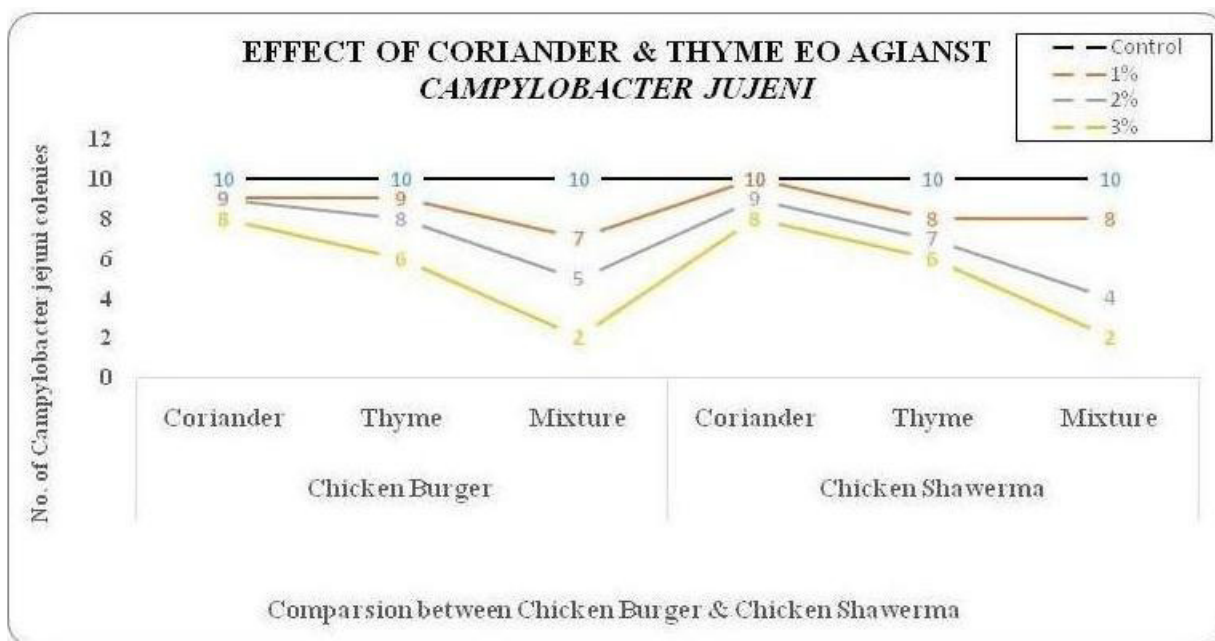 EFFECT OF CORIANDER & THYME EO AGIANST
CAMPYLOBACTER JUJENI
Control
1%
2%
3%
No. of Campylobacter jejuni colenies
12
10
8
6
4
2
0
10 10 10 10 10 10
9 9 7 10 8 8
9 8 5 9 7 4
8 6 2 8 6 2
Coriander Thyme Mixture Coriander Thyme Mixture
Chicken Burger Chicken Shawerma
Comparsion between Chicken Burger & Chicken Shawerma